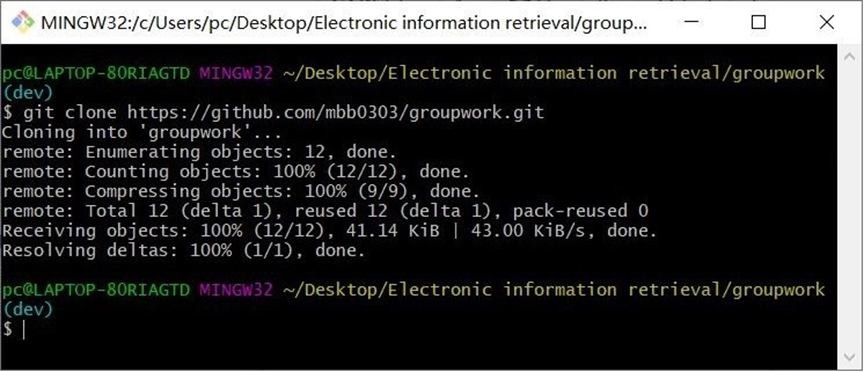 MINGW32:/c/Users/pc/Desktop/Electronic information retrieval/group...
pc@LAPTOP-8ORIAGTD MINGW32 ~/Desktop/Electronic information retrieval/groupwork
(dev)
$ git clone https://github.com/mbb0303/groupwork.git
Cloning into 'groupwork'...
remote: Enumerating objects: 12, done.
remote: Counting objects: 100% (12/12), done.
remote: Compressing objects: 100% (9/9), done.
remote: Total 12 (delta 1), reused 12 (delta 1), pack-reused 0
Receiving objects: 100% (12/12), 41.14 KiB | 43.00 KiB/s, done.
Resolving deltas: 100% (1/1), done.
pc@LAPTOP-8ORIAGTD MINGW32 ~/Desktop/Electronic information retrieval/groupwork
(dev)
$